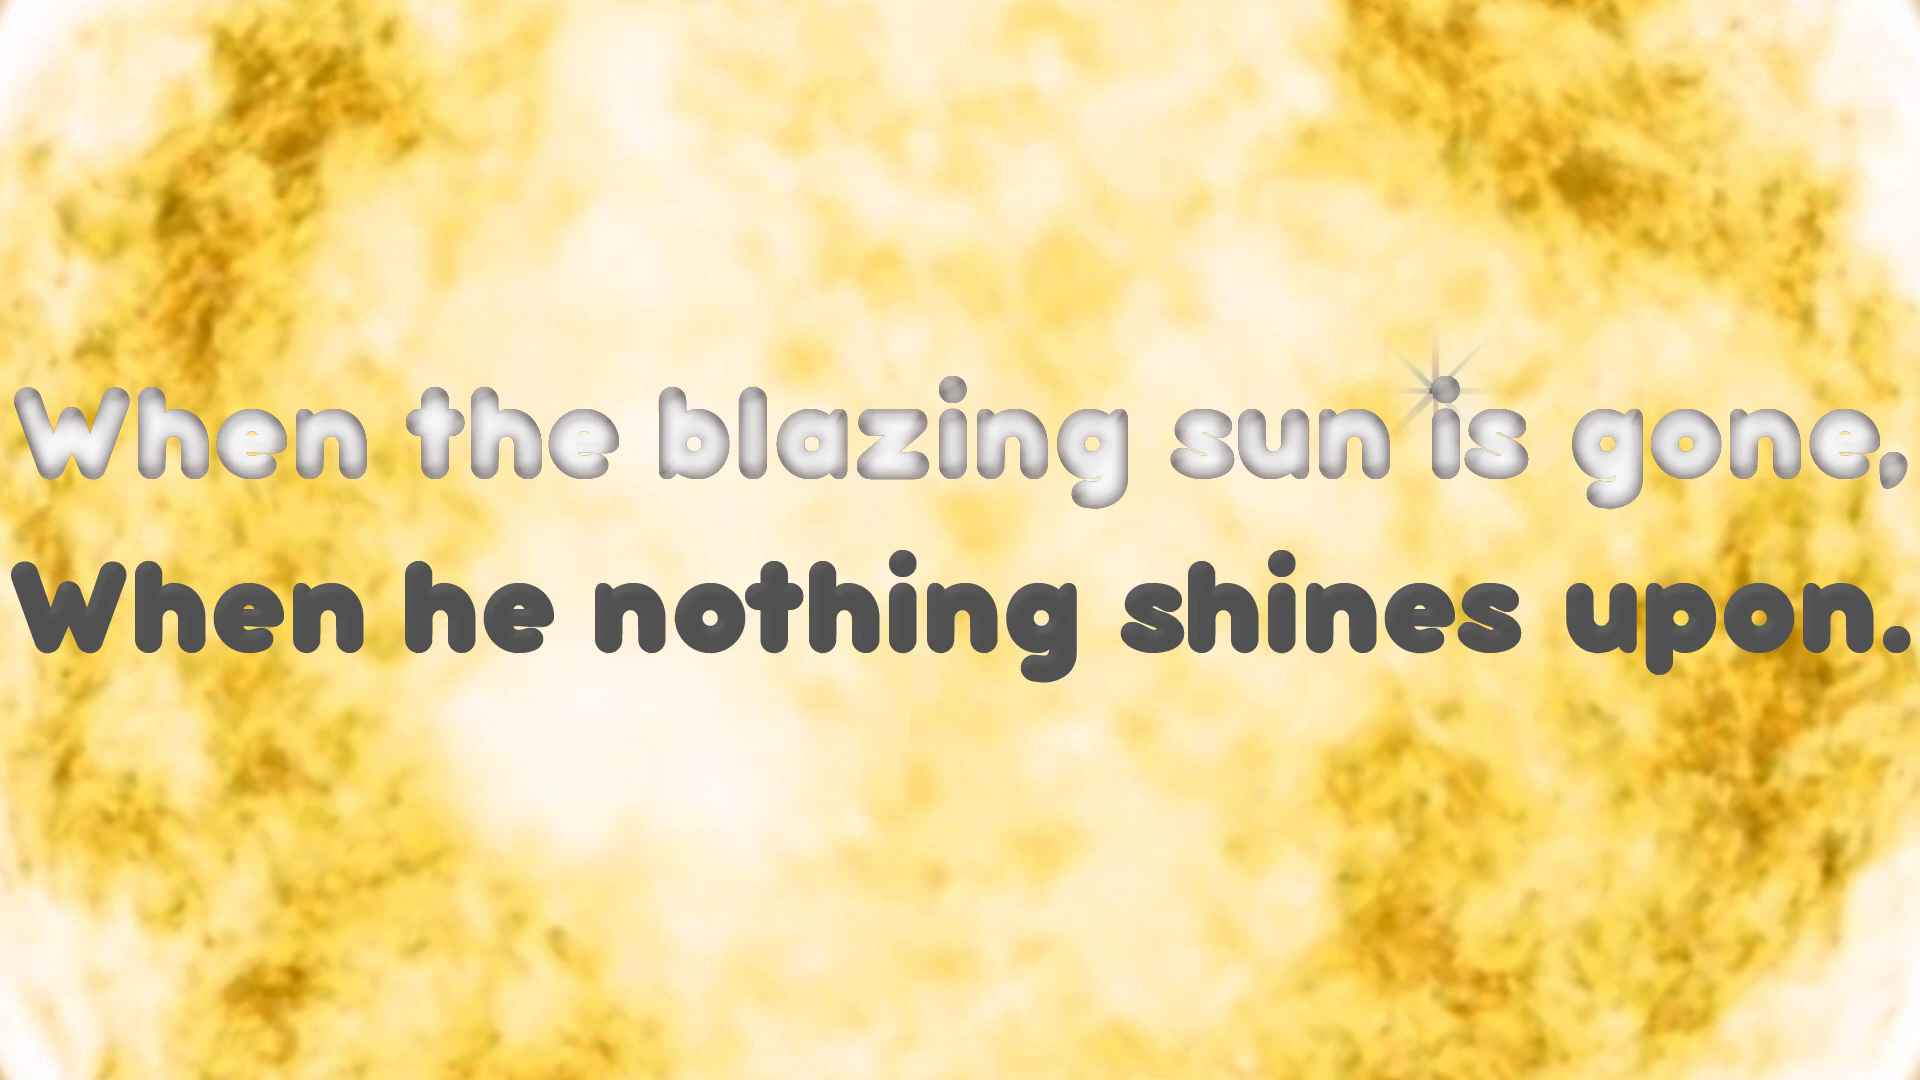 When the blazing sun is gone,
When he nothing shines upon.